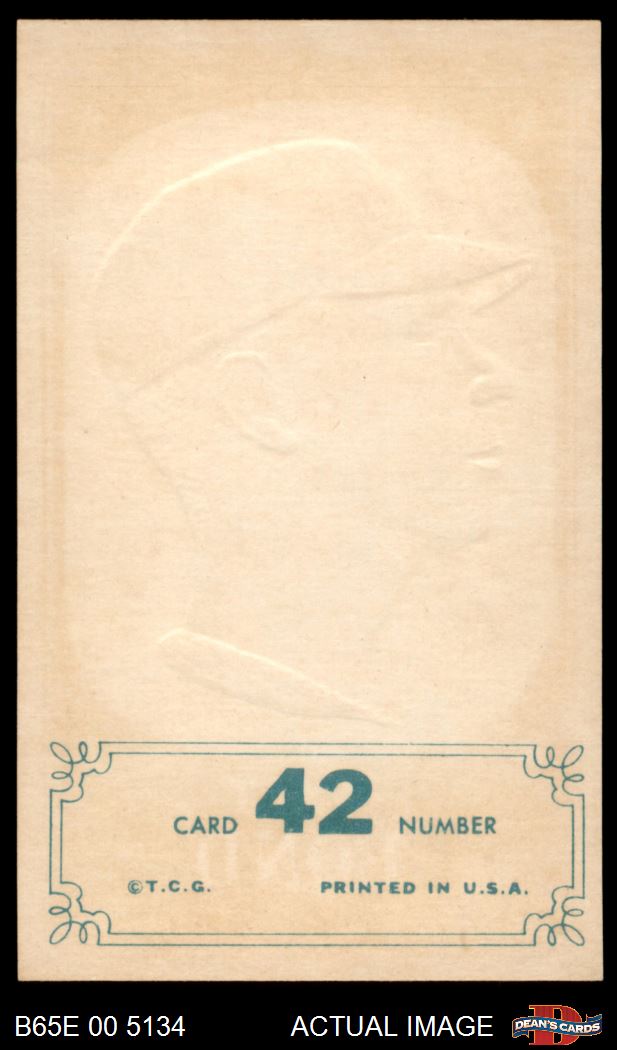 CARD 42 NUMBER
©T.C.G. PRINTED IN U.S.A.
B65E 00 5134 ACTUAL IMAGE DEAN'S CARDS